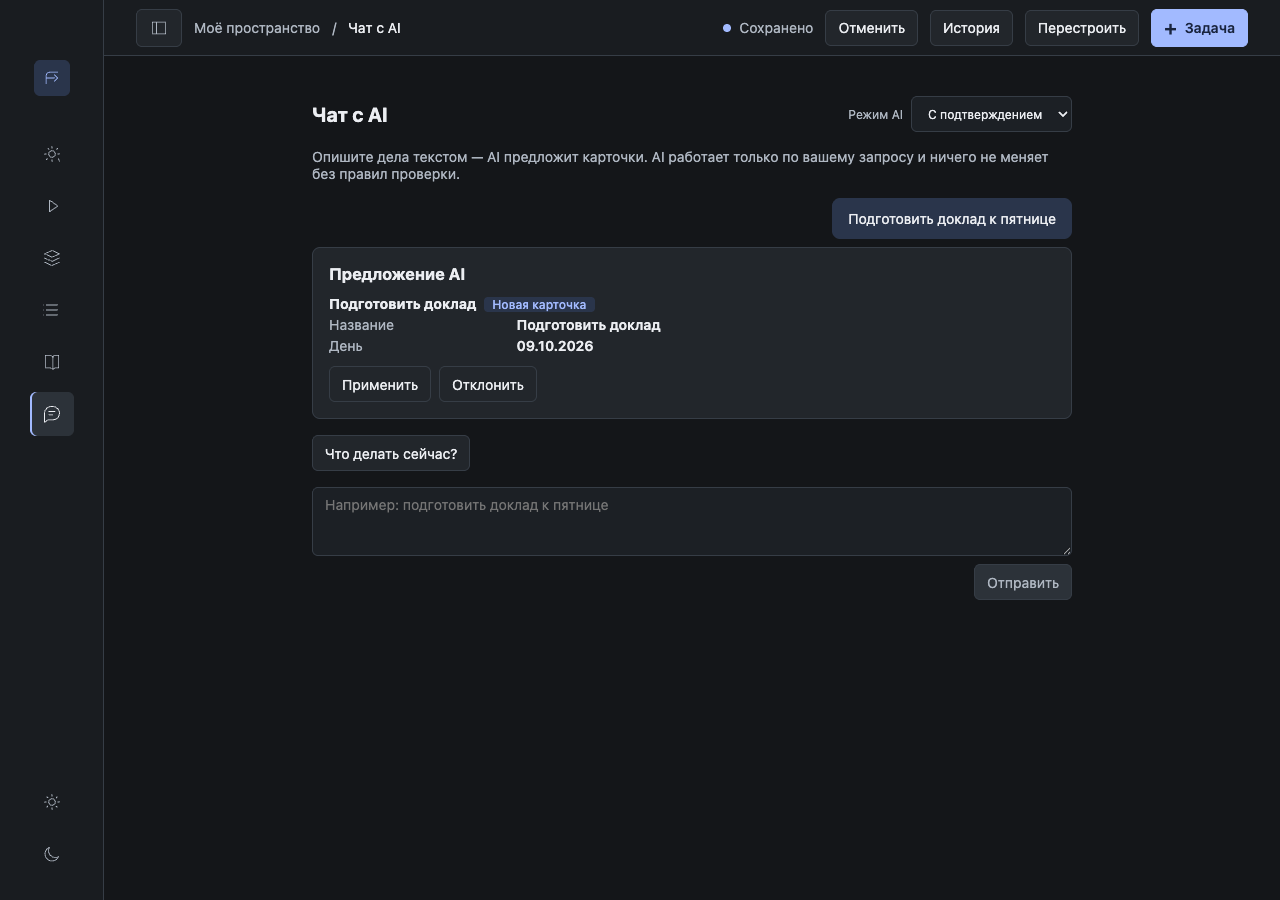 Моё пространство / Чат с AI
Сохранено
Отменить
История
Перестроить
+ Задача
Чат с AI
Режим AI
С подтверждением
Опишите дела текстом — AI предложит карточки. AI работает только по вашему запросу и ничего не меняет
без правил проверки.
Подготовить доклад к пятнице
Предложение AI
Подготовить доклад Новая карточка
Название Подготовить доклад
День 09.10.2026
Применить Отклонить
Что делать сейчас?
Например: подготовить доклад к пятнице
Отправить